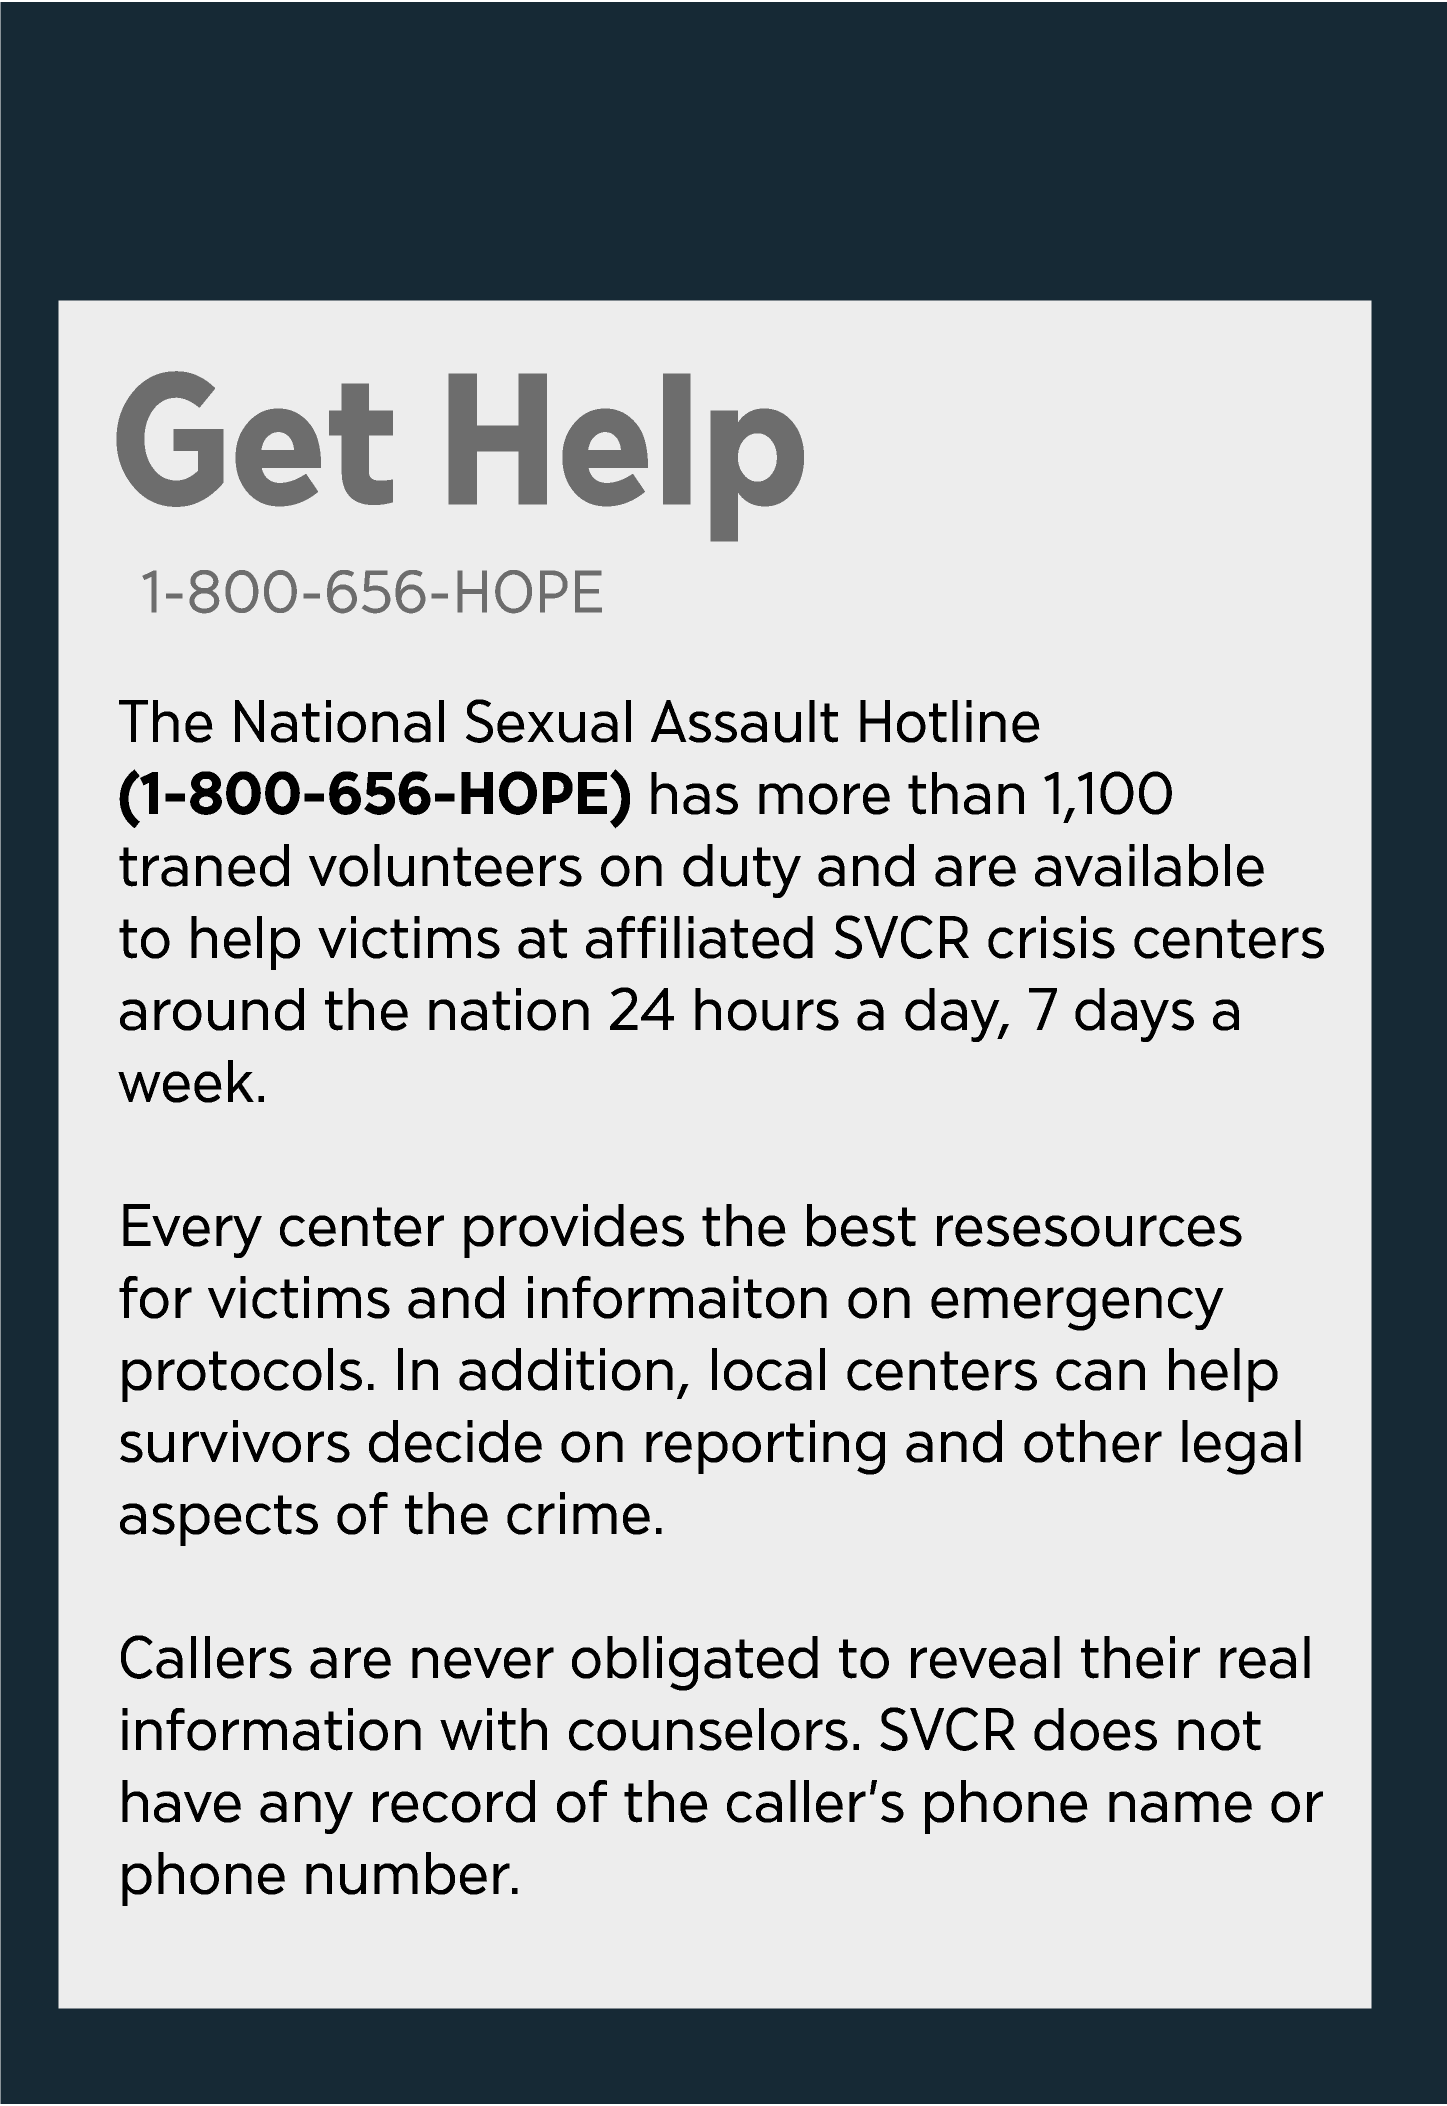 Get Help
1-800-656-HOPE
The National Sexual Assault Hotline
(1-800-656-HOPE) has more than 1,100
traned volunteers on duty and are available
to help victims at affiliated SVCR crisis centers
around the nation 24 hours a day, 7 days a
week.
Every center provides the best resesources
for victims and informaiton on emergency
protocols. In addition, local centers can help
survivors decide on reporting and other legal
aspects of the crime.
Callers are never obligated to reveal their real
information with counselors. SVCR does not
have any record of the caller’s phone name or
phone number.